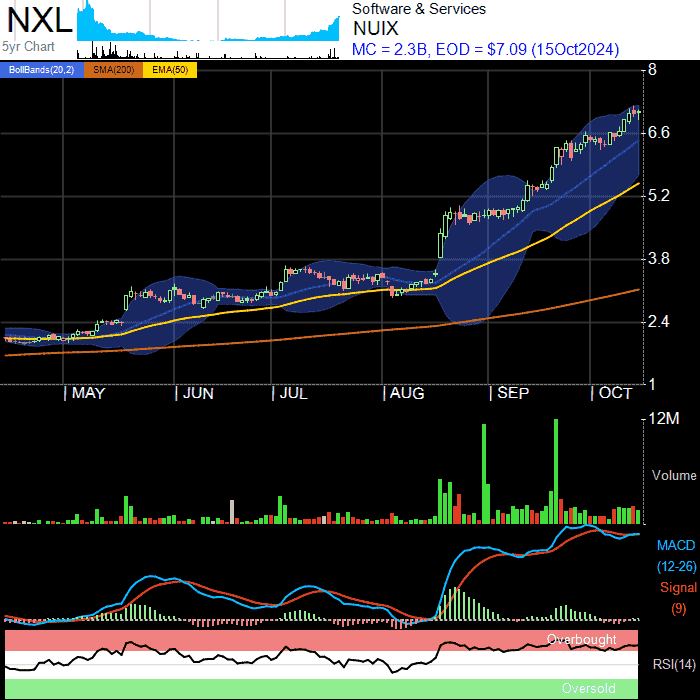 NXL
5yr Chart
Software & Services
NUIX
MC = 2.3B, EOD = $7.09 (15Oct2024)
BollBands(20,2) SMA(200) EMA(50)
8
6.6
5.2
3.8
2.4
1
MAY JUN JUL AUG SEP OCT
12M
Volume
MACD
(12-26)
Signal
(9)
Overbought
RSI(14)
Oversold